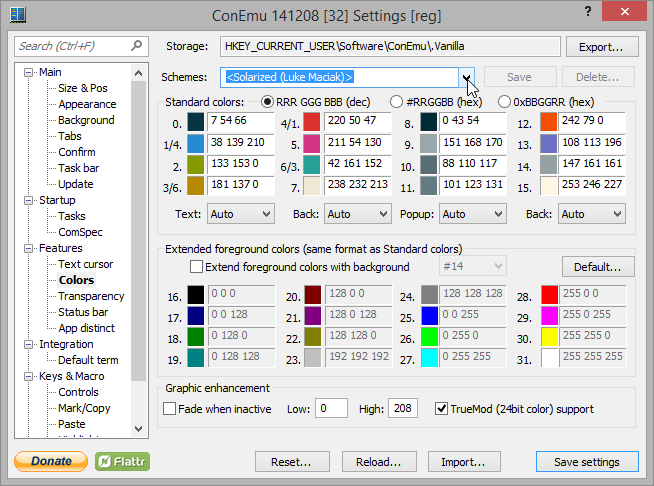 ConEmu 141208 [32] Settings [reg]
Search (Ctrl+F)
Storage: HKEY_CURRENT_USER\Software\ConEmu\.Vanilla Export...
Schemes: <Solarized (Luke Maciak)> Save Delete...
Main
Size & Pos
Appearance
Background
Tabs
Confirm
Task bar
Update
Startup
Tasks
ComSpec
Features
Text cursor
Colors
Transparency
Status bar
App distinct
Integration
Default term
Keys & Macro
Controls
Mark/Copy
Paste
Standard colors: RRR GGG BBB (dec) #RRGGBB (hex) 0xBBGGRR (hex)
0. 7 54 66 4/1. 220 50 47 8. 0 43 54 12. 242 79 0
1/4. 38 139 210 5. 211 54 130 9. 151 168 170 13. 108 113 196
2. 133 153 0 6/3. 42 161 152 10. 88 110 117 14. 147 161 161
3/6. 181 137 0 7. 238 232 213 11. 101 123 131 15. 253 246 227
Text: Auto Back: Auto Popup: Auto Back: Auto
Extended foreground colors (same format as Standard colors)
Extend foreground colors with background #14 Default...
16. 0 0 0 20. 128 0 0 24. 128 128 128 28. 255 0 0
17. 0 0 128 21. 128 0 128 25. 0 0 255 29. 255 0 255
18. 0 128 0 22. 128 128 0 26. 0 255 0 30. 255 255 0
19. 0 128 128 23. 192 192 192 27. 0 255 255 31. 255 255 255
Graphic enhancement
Fade when inactive Low: 0 High: 208 TrueMod (24bit color) support
Donate Flattr Reset... Reload... Import... Save settings